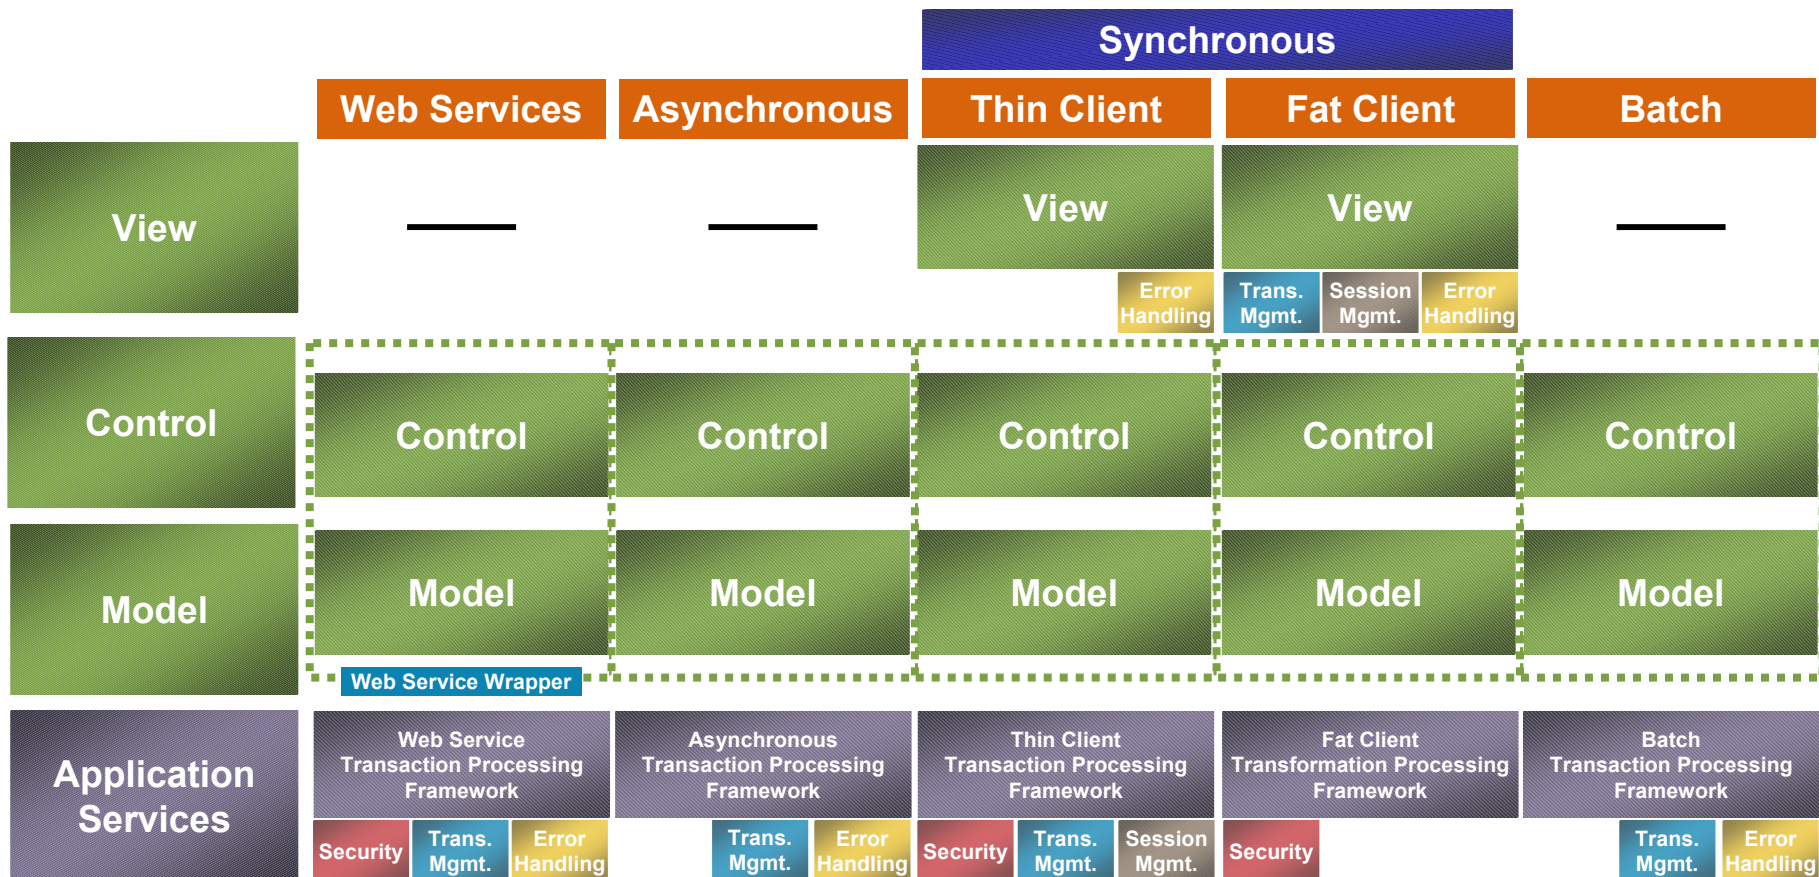 Synchronous
Web Services
Asynchronous
Thin Client
Fat Client
Batch
View
View
View
Error
Handling
Trans.
Mgmt.
Session
Mgmt.
Error
Handling
Control
Control
Control
Control
Control
Control
Model
Model
Model
Model
Model
Model
Web Service Wrapper
Application
Services
Web Service
Transaction Processing
Framework
Asynchronous
Transaction Processing
Framework
Thin Client
Transaction Processing
Framework
Fat Client
Transformation Processing
Framework
Batch
Transaction Processing
Framework
Security
Trans.
Mgmt.
Error
Handling
Trans.
Mgmt.
Error
Handling
Security
Trans.
Mgmt.
Session
Mgmt.
Security
Trans.
Mgmt.
Error
Handling